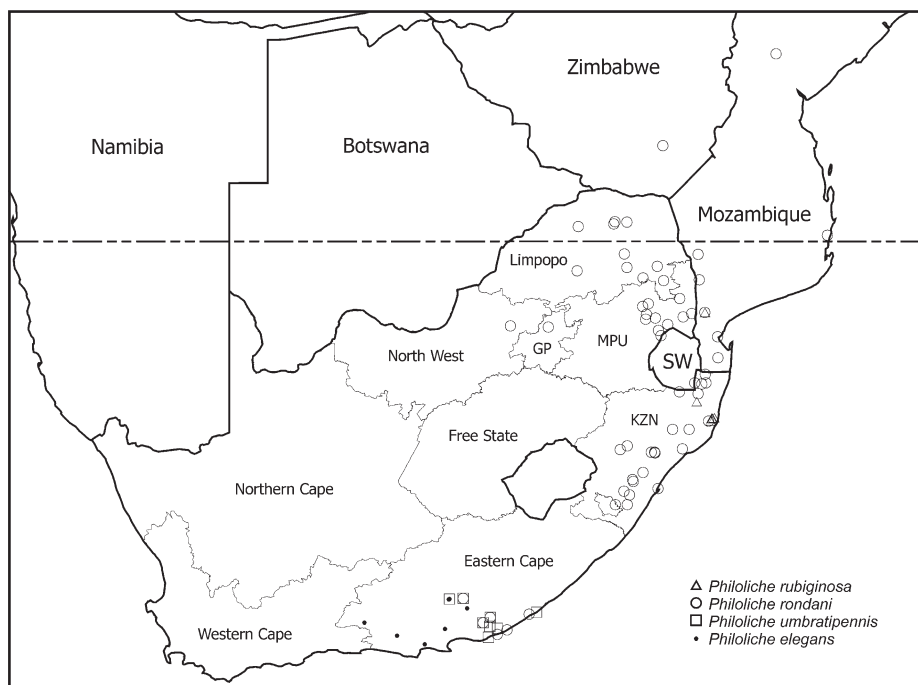 Zimbabwe
Namibia
Botswana
Mozambique
Limpopo
North West
GP
MPU
SW
KZN
Free State
Northern Cape
Eastern Cape
Western Cape
Philoliche rubiginosa
Philoliche rondani
Philoliche umbratipennis
Philoliche elegans